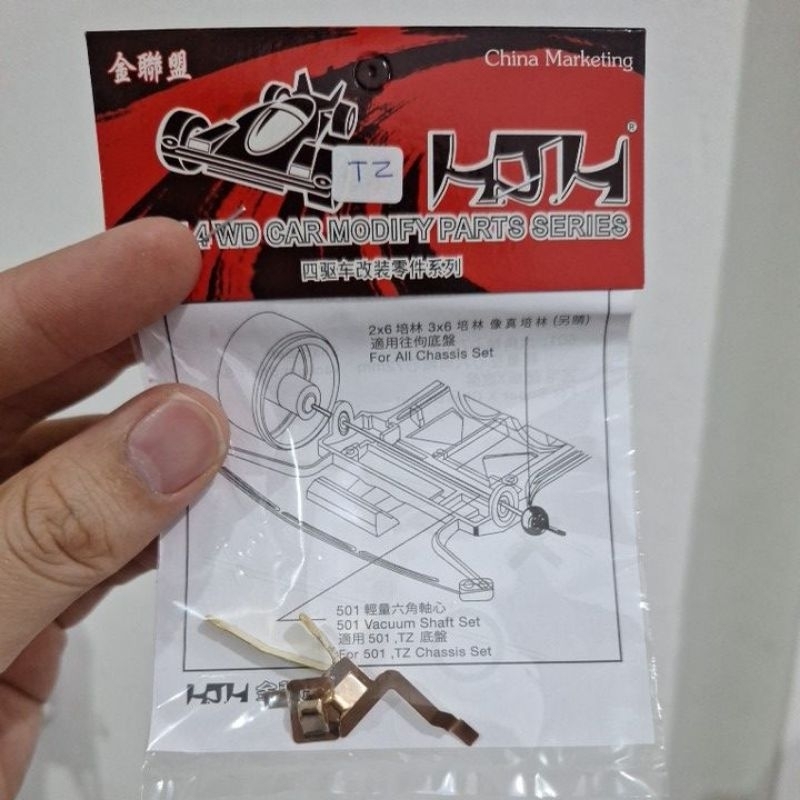 金聯盟
China Marketing
TZ
HJH®
4 WD CAR MODIFY PARTS SERIES
四驱车改装零件系列
2x6 培林 3x6 培林 像真培林 (另購)
適用往佝底盤
For All Chassis Set
501 輕量六角軸心
501 Vacuum Shaft Set
適用 501 ,TZ 底盤
For 501 ,TZ Chassis Set
HJH 金